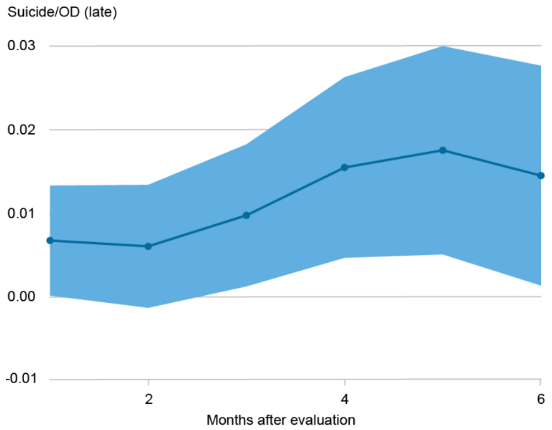 Suicide/OD (late)
0.03
0.02
0.01
0.00
-0.01
2 4 6
Months after evaluation